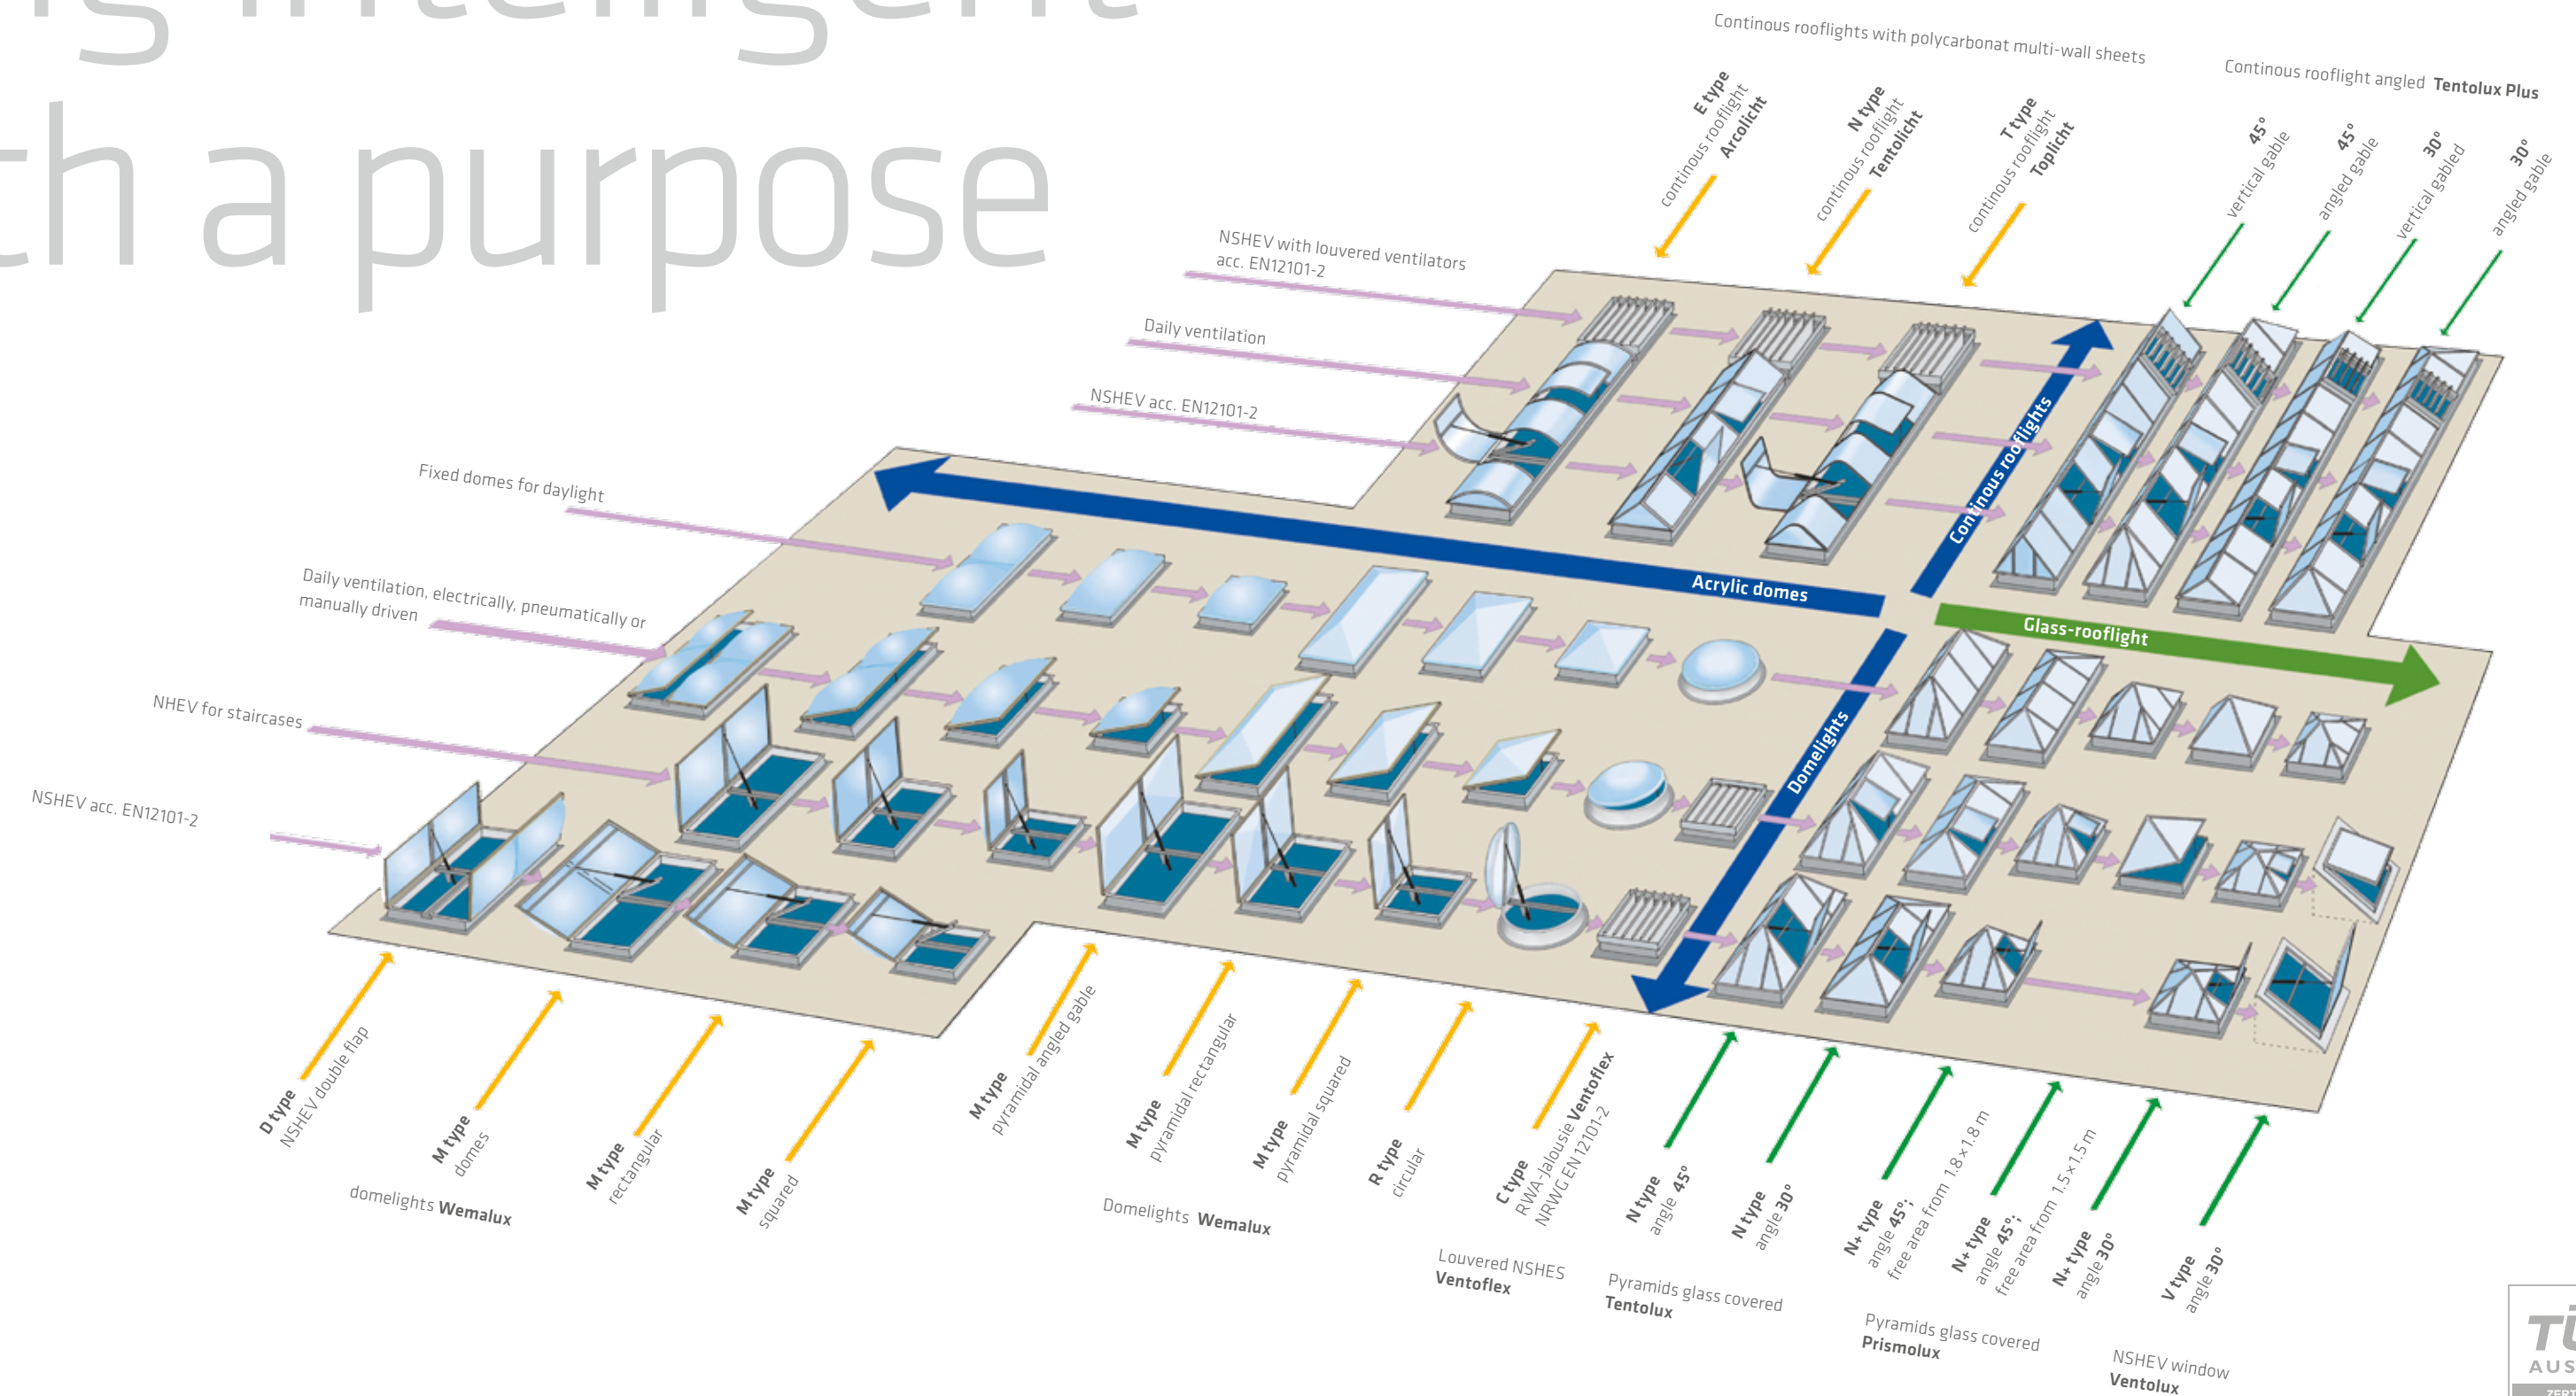 intelligent
a purpose
Continous rooflights with polycarbonat multi-wall sheets
Continous rooflight angled Tentolux Plus
E type
continous rooflight
Arcolicht
N type
continous rooflight
Tentolicht
T type
continous rooflight
Toplicht
45°
vertical gable
45°
angled gable
30°
vertical gabled
30°
angled gable
NSHEV with louvered ventilators
acc. EN12101-2
Daily ventilation
NSHEV acc. EN12101-2
Fixed domes for daylight
Daily ventilation, electrically, pneumatically or
manually driven
NHEV for staircases
NSHEV acc. EN12101-2
Continous rooflights
Acrylic domes
Glass-rooflight
Domelights
D type
NSHEV double flap
M type
domes
M type
rectangular
M type
squared
domelights Wemalux
M type
pyramidal angled gable
M type
pyramidal rectangular
M type
pyramidal squared
R type
circular
C type
RWA-Jalousie Ventoflex
NRWG EN 12101-2
Domelights Wemalux
N type
angle 45°
N type
angle 30°
N+ type
angle 45°;
free area from 1.8 × 1.8 m
N+ type
angle 45°;
free area from 1.5 × 1.5 m
N+ type
angle 30°
V type
angle 30°
Louvered NSHES
Ventoflex
Pyramids glass covered
Tentolux
Pyramids glass covered
Prismolux
NSHEV window
Ventolux